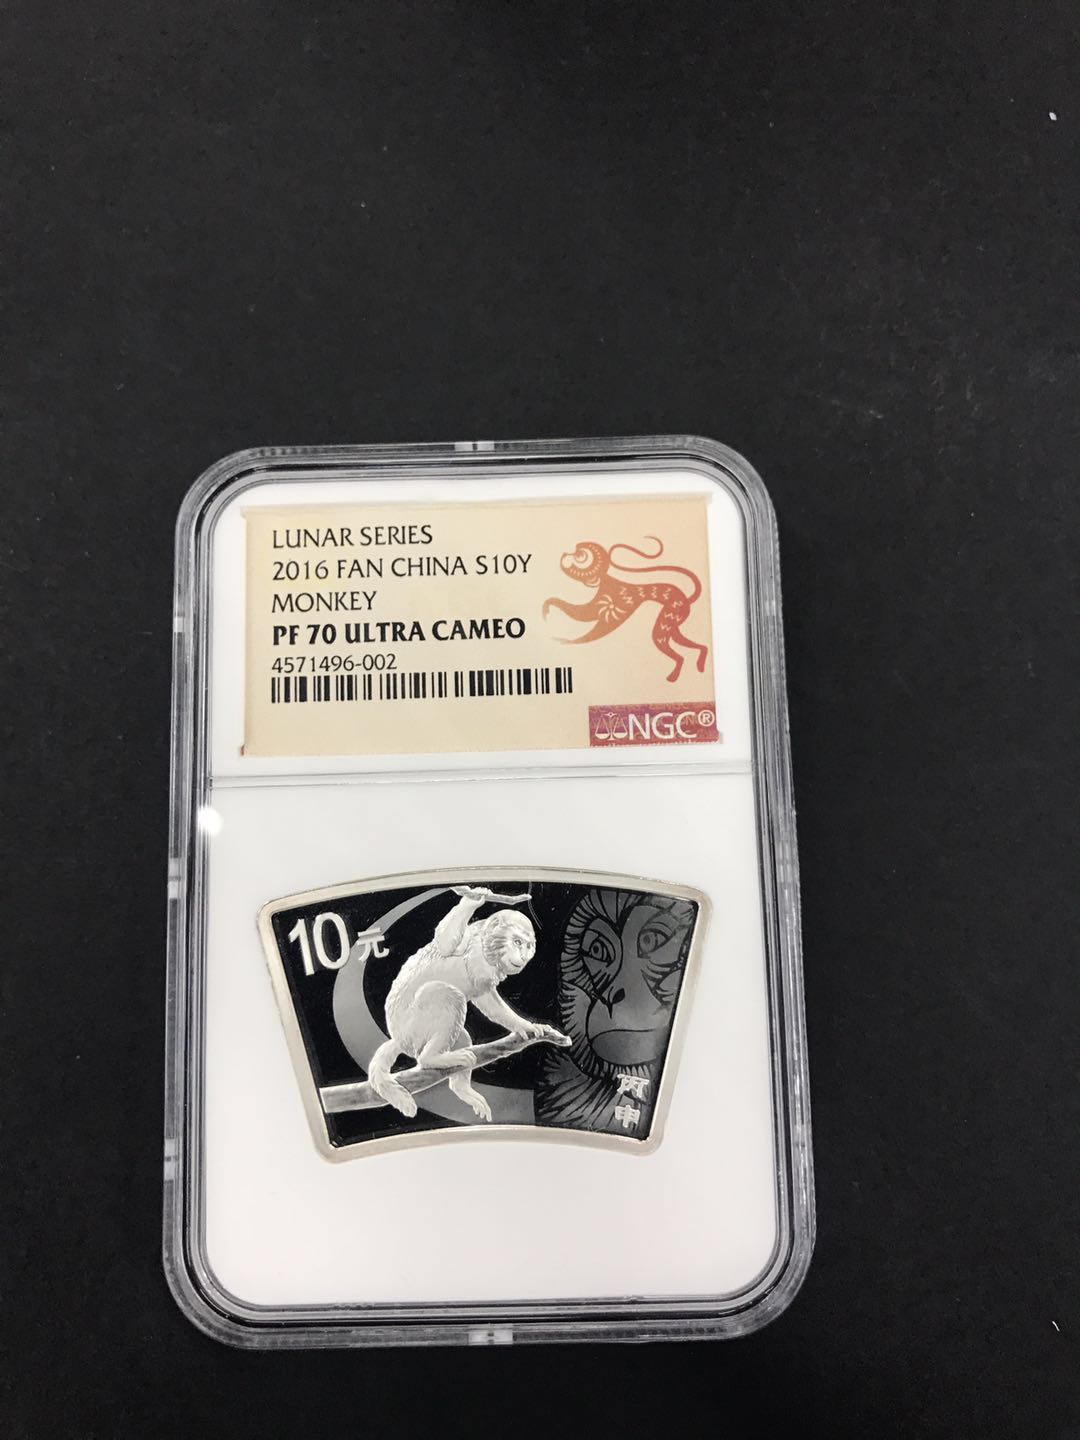 LUNAR SERIES
2016 FAN CHINA S10Y
MONKEY
PF 70 ULTRA CAMEO
4571496-002
NGC®
10元
丙
申